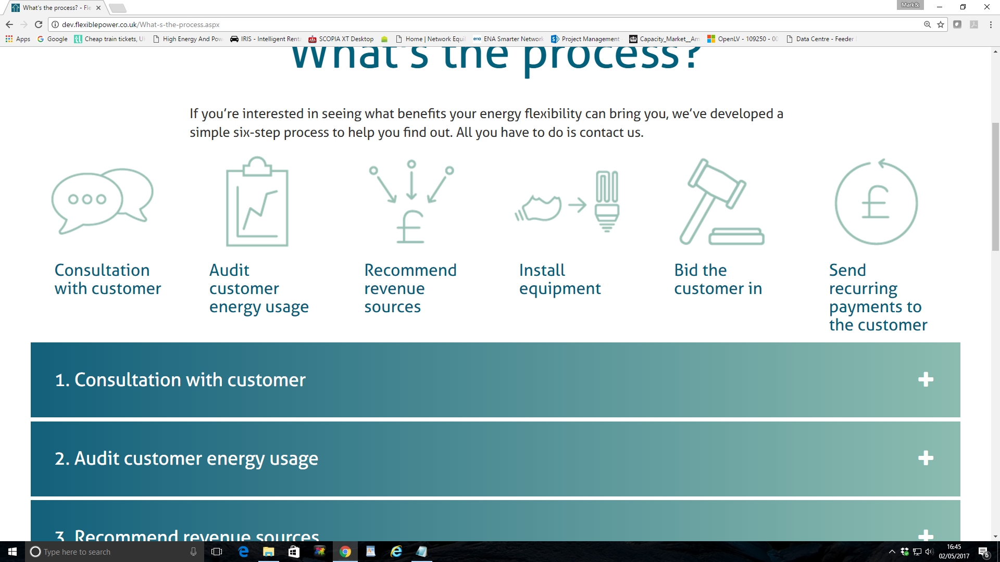 What's the process? - Fle
Mark&
dev.flexiblepower.co.uk/What-s-the-process.aspx
Apps
Google
Cheap train tickets, U
High Energy And Pow
IRIS - Intelligent Renta
SCOPIA XT Desktop
Home | Network Equi
ena
ENA Smarter Network
Project Management
Capacity_Market__Am
OpenLV - 109250 - 00
Data Centre - Feeder
What's the process?
If you're interested in seeing what benefits your energy flexibility can bring you, we've developed a
simple six-step process to help you find out. All you have to do is contact us.
£
£
Consultation
with customer
Audit
customer
energy usage
Recommend
revenue
sources
Install
equipment
Bid the
customer in
Send
recurring
payments to
the customer
1. Consultation with customer
2. Audit customer energy usage
3. Recommend revenue sources
Type here to search
16:45
02/05/2017
6